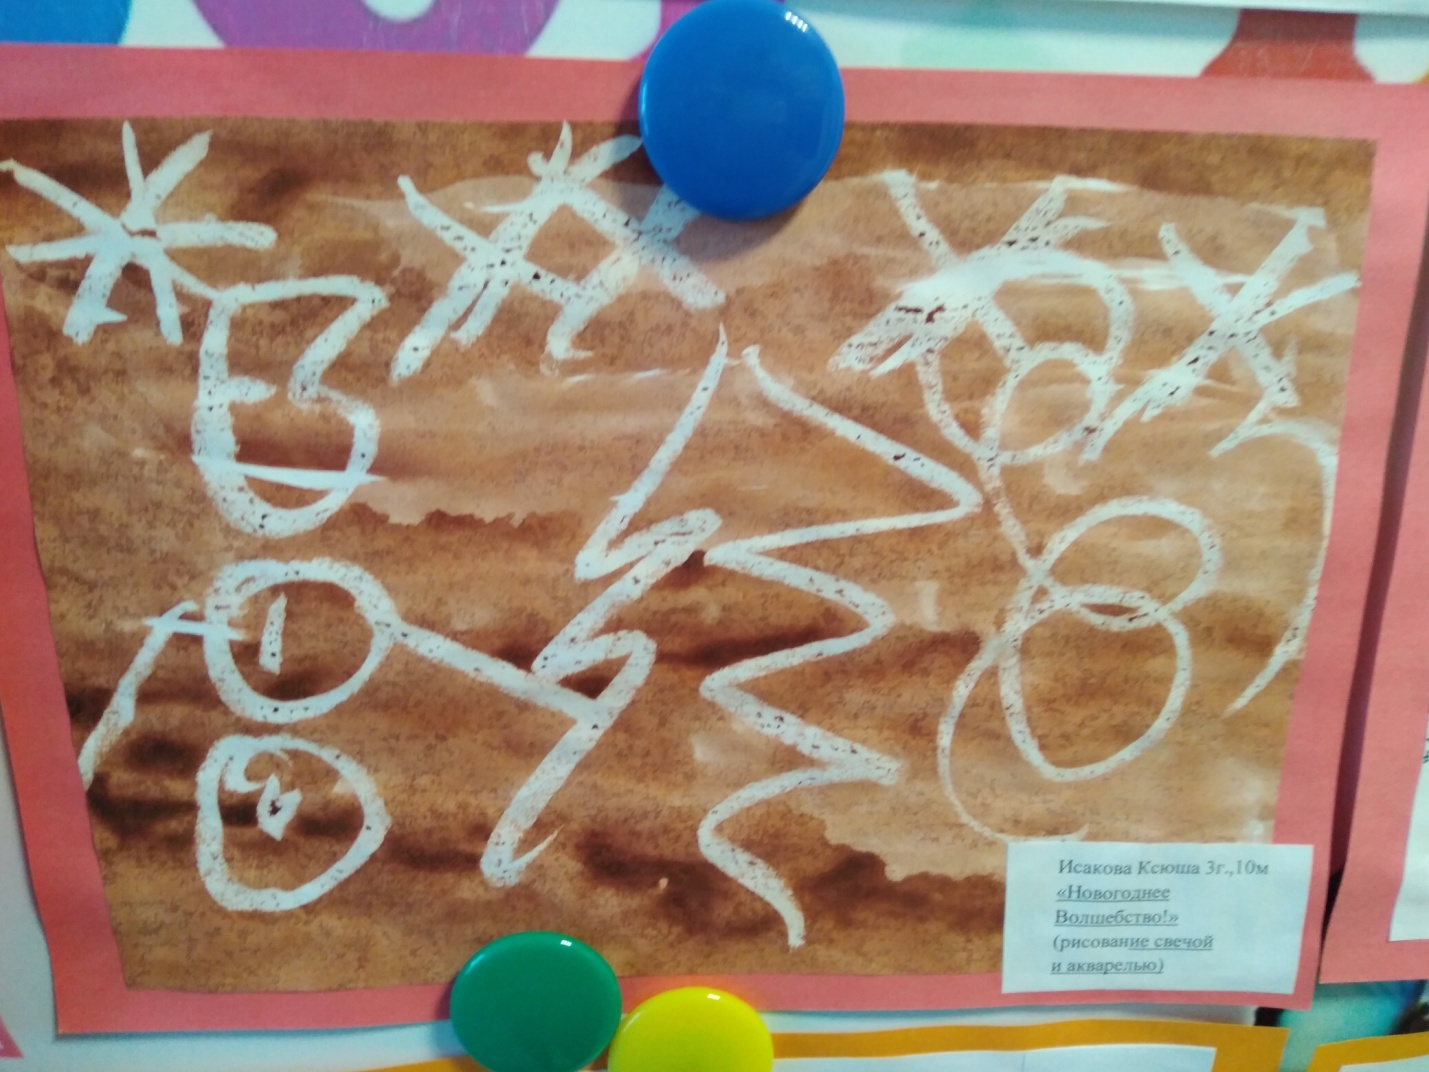 Исакова Ксюша 3г.,10м
«Новогоднее
Волшебство!»
(рисование свечой
и акварелью)